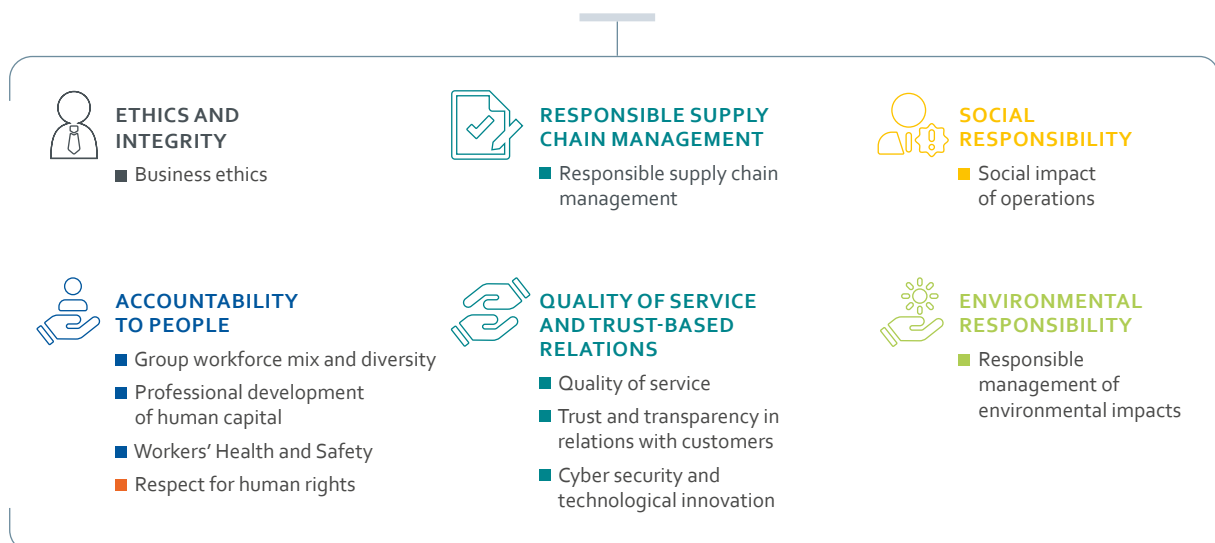 ETHICS AND
INTEGRITY
Business ethics
RESPONSIBLE SUPPLY
CHAIN MANAGEMENT
Responsible supply chain
management
SOCIAL
RESPONSIBILITY
Social impact
of operations
ACCOUNTABILITY
TO PEOPLE
Group workforce mix and diversity
Professional development
of human capital
Workers’ Health and Safety
Respect for human rights
QUALITY OF SERVICE
AND TRUST-BASED
RELATIONS
Quality of service
Trust and transparency in
relations with customers
Cyber security and
technological innovation
ENVIRONMENTAL
RESPONSIBILITY
Responsible
management of
environmental impacts